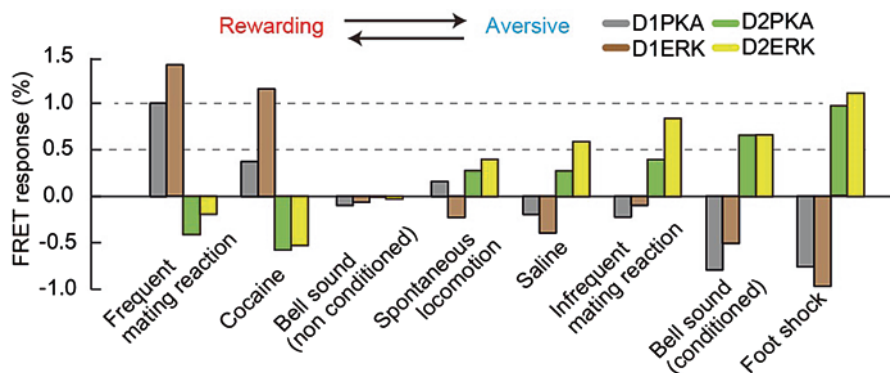 Rewarding
Aversive
D1PKA
D2PKA
D1ERK
D2ERK
FRET response (%)
1.5
1.0
0.5
0.0
-0.5
-1.0
Frequent
mating reaction
Cocaine
Bell sound
(non conditioned)
Spontaneous
locomotion
Saline
Infrequent
mating reaction
Bell sound
(conditioned)
Foot shock